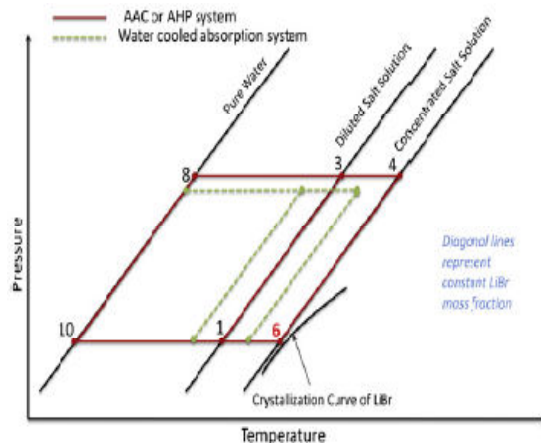 AAC or AHP system
Water cooled absorption system
Pure Water
Diluted Salt solution
Concentrated Salt Solution
8
3
4
Pressure
Diagonal lines
represent
constant LiBr
mass fraction
10
1
6
Crystallization Curve of LiBr
Temperature